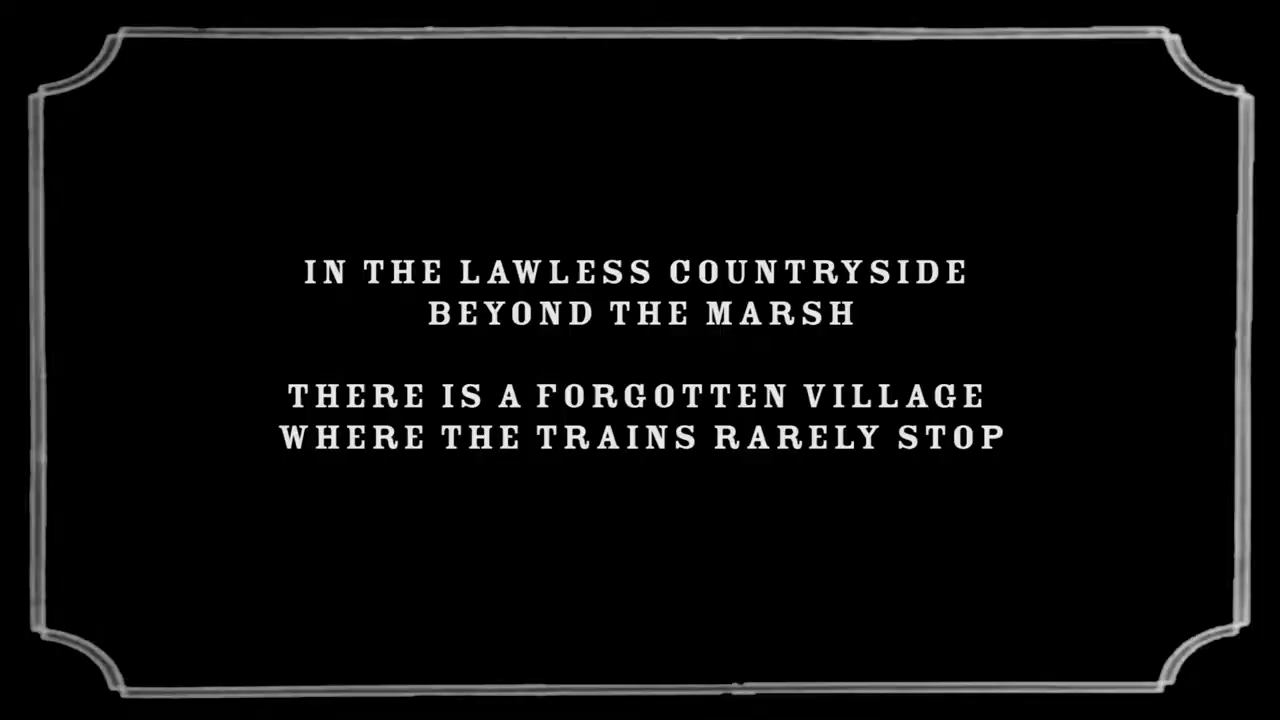 IN THE LAWLESS COUNTRYSIDE
BEYOND THE MARSH
THERE IS A FORGOTTEN VILLAGE
WHERE THE TRAINS RARELY STOP